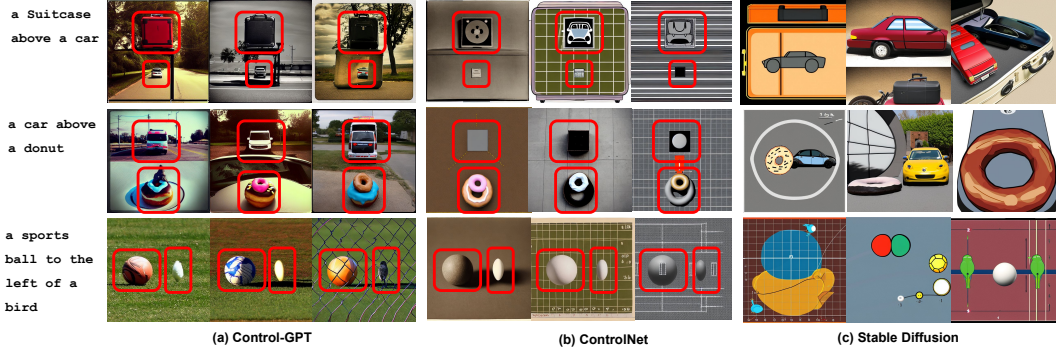 a Suitcase
above a car
a car above
a donut
a sports
ball to the
left of a
bird
(a) Control-GPT
(b) ControlNet
(c) Stable Diffusion